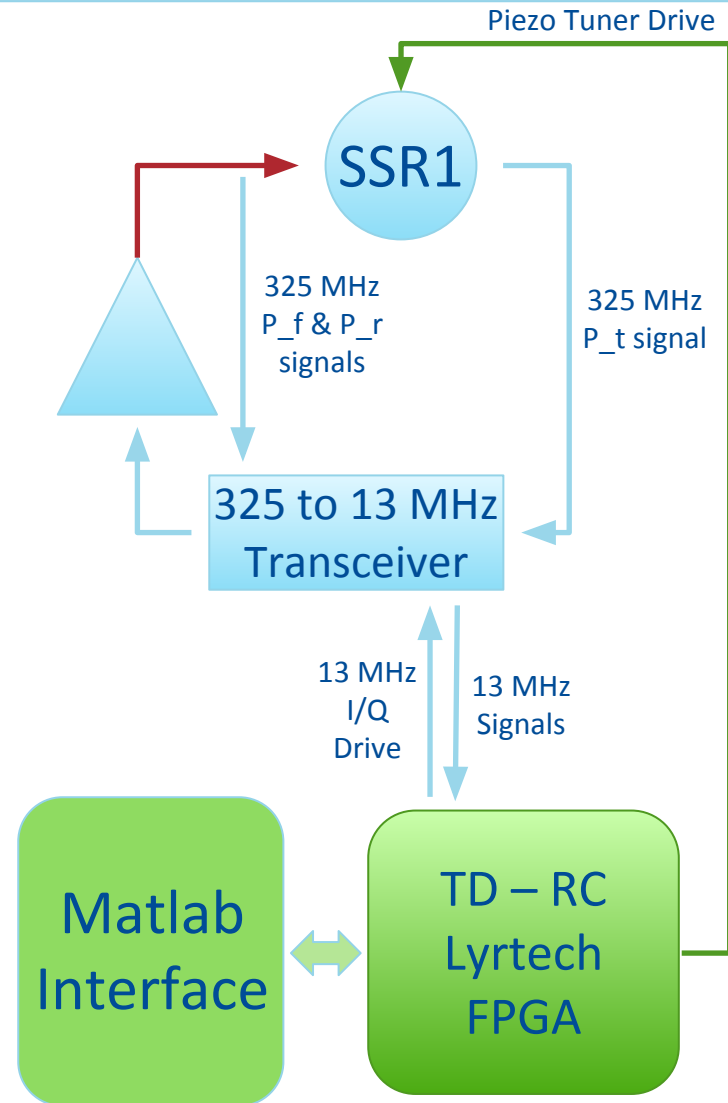 Piezo Tuner Drive
SSR1
325 MHz
P_f & P_r
signals
325 MHz
P_t signal
325 to 13 MHz
Transceiver
13 MHz
I/Q
Drive
13 MHz
Signals
Matlab
Interface
TD – RC
Lyrtech
FPGA